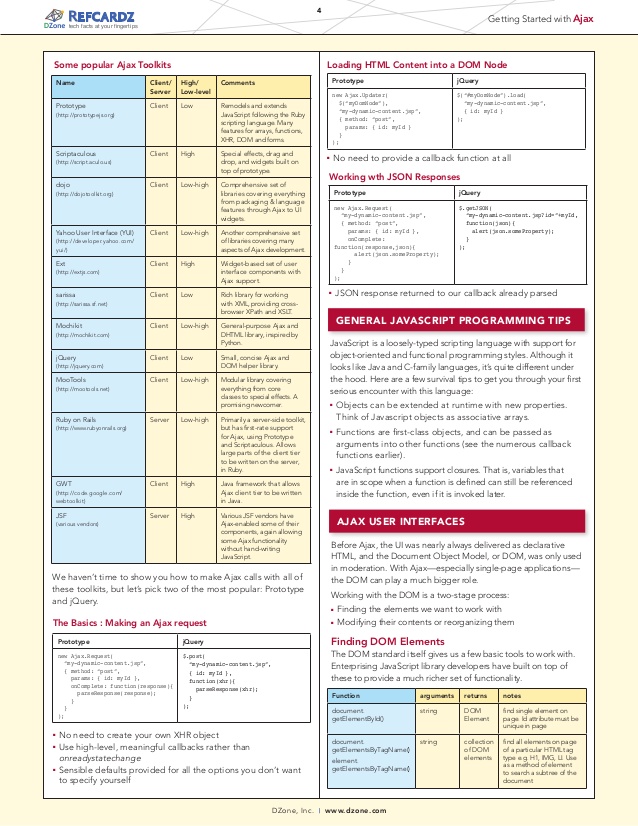 DZone REFCARDZ
tech facts at your fingertips
4
Getting Started with Ajax
Some popular Ajax Toolkits
Name
Client/
Server
High/
Low-level
Comments
Prototype
(http://prototypejs.org)
Client
Low
Remodels and extends
JavaScript following the Ruby
scripting language. Many
features for arrays, functions,
XHR, DOM and forms
Scriptaculous
(http://script.aculo.us)
Client
High
Special effects, drag and
drop, and widgets built on
top of prototype
dojo
(http://dojotoolkit.org)
Client
Low-high
Comprehensive set of
libraries covering everything
from packaging & language
features through Ajax to UI
widgets
Yahoo User Interface (YUI)
(http://developer.yahoo.com/
yui/)
Client
Low-high
Another comprehensive set
of libraries covering many
aspects of Ajax development.
Ext
(http://extjs.com)
Client
High
Widget-based set of user
interface components with
Ajax support.
sarissa
(http://sarissa.sf.net)
Client
Low
Rich library for working
with XML, providing cross-
browser XPath and XSLT.
Mochikit
(http://mochikit.com)
Client
Low-high
General-purpose Ajax and
DHTML library, inspired by
Python.
jQuery
(http://jquery.com)
Client
Low
Small, concise Ajax and
DOM helper library.
MooTools
(http://mootools.net)
Client
Low-high
Modular library covering
everything from core
classes to special effects. A
promising newcomer.
Ruby on Rails
(http://www.rubyonrails.org)
Server
Low-high
Primarily a server-side toolkit,
but has first-rate support
for Ajax, using Prototype
and Scriptaculous. Allows
large parts of the client tier
to be written on the server,
in Ruby.
GWT
(http://code.google.com/
webtoolkit)
Client
High
Java framework that allows
Ajax client tier to be written
in Java.
JSF
(various vendors)
Server
High
Various JSF vendors have
Ajax-enabled some of their
components, again allowing
some Ajax functionality
without hand-writing
JavaScript.
We haven't time to show you how to make Ajax calls with all of
these toolkits, but let's pick two of the most popular: Prototype
and jQuery.
The Basics : Making an Ajax request
Prototype
jQuery
new Ajax.Request(
"my-dynamic-content.jsp",
{ method: "post",
params: { id: myId },
onComplete: function(response){
parseResponse(response);
}
}
);
$.post(
"my-dynamic-content.jsp",
{ id: myId },
function(xhr){
parseResponse(xhr);
}
);
• No need to create your own XHR object
• Use high-level, meaningful callbacks rather than
onreadystatechange
• Sensible defaults provided for all the options you don't want
to specify yourself
Loading HTML Content into a DOM Node
Prototype
jQuery
new Ajax.Updater(
$("myDomNode"),
"my-dynamic-content.jsp",
{ method: "post",
params: { id: myId }
}
);
$("#myDomNode").load(
"my-dynamic-content.jsp",
{ id: myId }
);
• No need to provide a callback function at all
Working wth JSON Responses
Prototype
jQuery
new Ajax.Request(
"my-dynamic-content.jsp",
{ method: "post",
params: { id: myId },
onComplete:
function(response,json){
alert(json.someProperty);
}
}
);
$.getJSON(
"my-dynamic-content.jsp?id="+myId,
function(json){
alert(json.someProperty);
}
);
• JSON response returned to our callback already parsed
GENERAL JAVASCRIPT PROGRAMMING TIPS
JavaScript is a loosely-typed scripting language with support for
object-oriented and functional programming styles. Although it
looks like Java and C-family languages, it's quite different under
the hood. Here are a few survival tips to get you through your first
serious encounter with this language:
• Objects can be extended at runtime with new properties.
Think of Javascript objects as associative arrays.
• Functions are first-class objects, and can be passed as
arguments into other functions (see the numerous callback
functions earlier).
• JavaScript functions support closures. That is, variables that
are in scope when a function is defined can still be referenced
inside the function, even if it is invoked later.
AJAX USER INTERFACES
Before Ajax, the UI was nearly always delivered as declarative
HTML, and the Document Object Model, or DOM, was only used
in moderation. With Ajax—especially single-page applications—
the DOM can play a much bigger role.
Working with the DOM is a two-stage process:
• Finding the elements we want to work with
• Modifying their contents or reorganizing them
Finding DOM Elements
The DOM standard itself gives us a few basic tools to work with.
Enterprising JavaScript library developers have built on top of
these to provide a much richer set of functionality.
Function
arguments
returns
notes
document.
getElementById()
string
DOM
Element
find single element on
page. Id attribute must be
unique in page
document.
getElementsByTagName()
element.
getElementsByTagName()
string
collection
of DOM
elements
find all elements on page
of a particular HTML tag
type e.g. H1, IMG, LI. Use
as a method of element
to search a subtree of the
document
DZone, Inc. | www.dzone.com